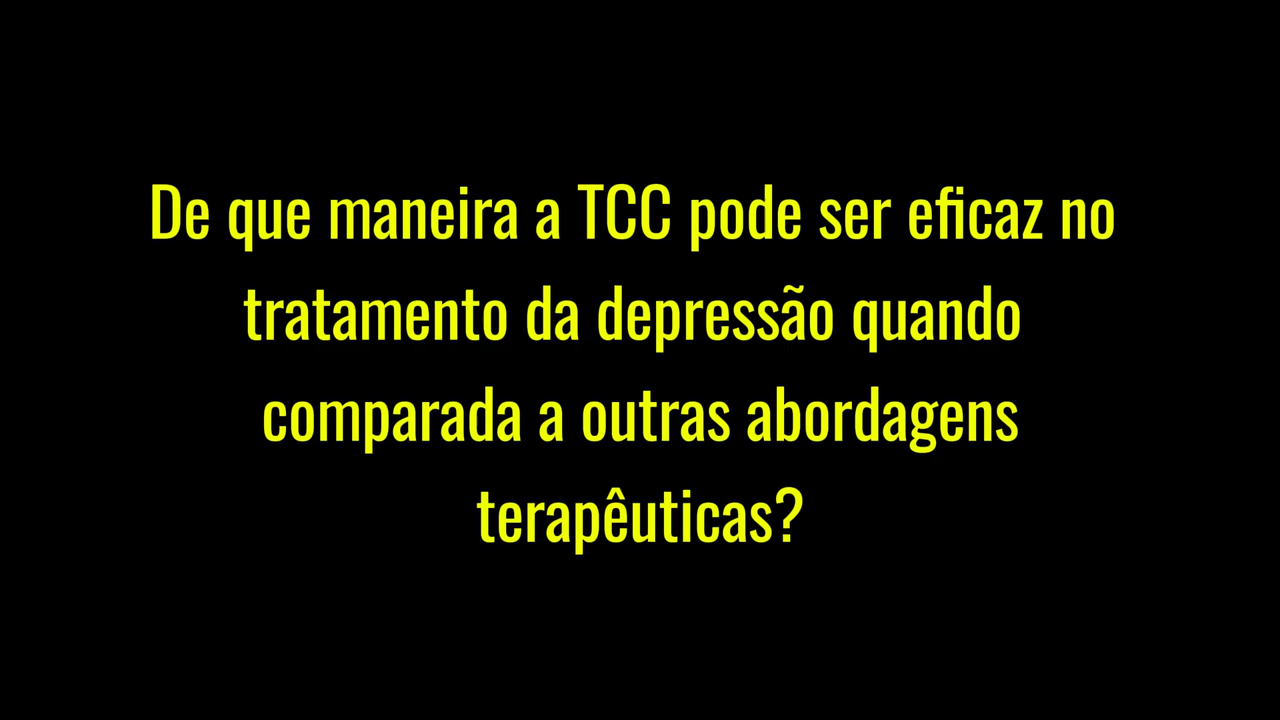 De que maneira a TCC pode ser eficaz no
tratamento da depressão quando
comparada a outras abordagens
terapêuticas?